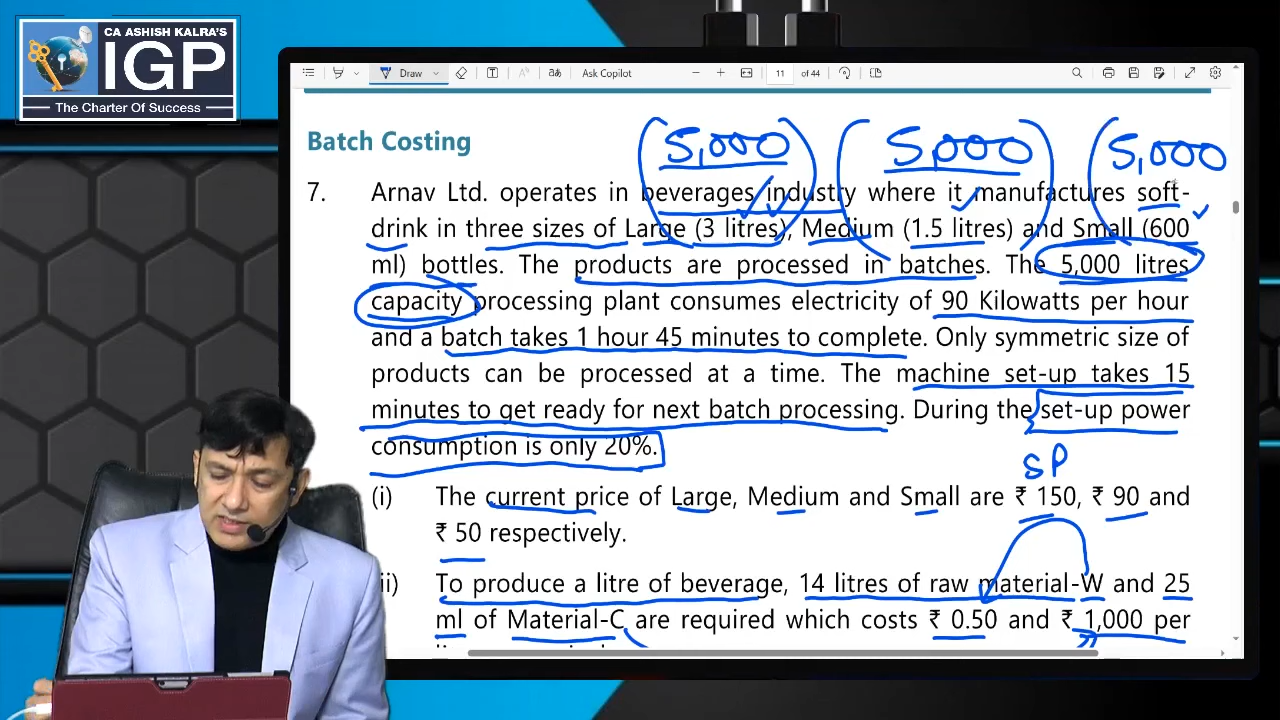 CA ASHISH KALRA'S
IGP
The Charter Of Success
Draw
aあ
Ask Copilot
11 of 44
Batch Costing
5,000 5,000 5,000
7. Arnav Ltd. operates in beverages industry where it manufactures soft-
drink in three sizes of Large (3 litres), Medium (1.5 litres) and Small (600
ml) bottles. The products are processed in batches. The 5,000 litres
capacity processing plant consumes electricity of 90 Kilowatts per hour
and a batch takes 1 hour 45 minutes to complete. Only symmetric size of
products can be processed at a time. The machine set-up takes 15
minutes to get ready for next batch processing. During the set-up power
consumption is only 20%.
SP
(i) The current price of Large, Medium and Small are ₹ 150, ₹ 90 and
₹ 50 respectively.
ii) To produce a litre of beverage, 14 litres of raw material-W and 25
ml of Material-C are required which costs ₹ 0.50 and ₹ 1,000 per